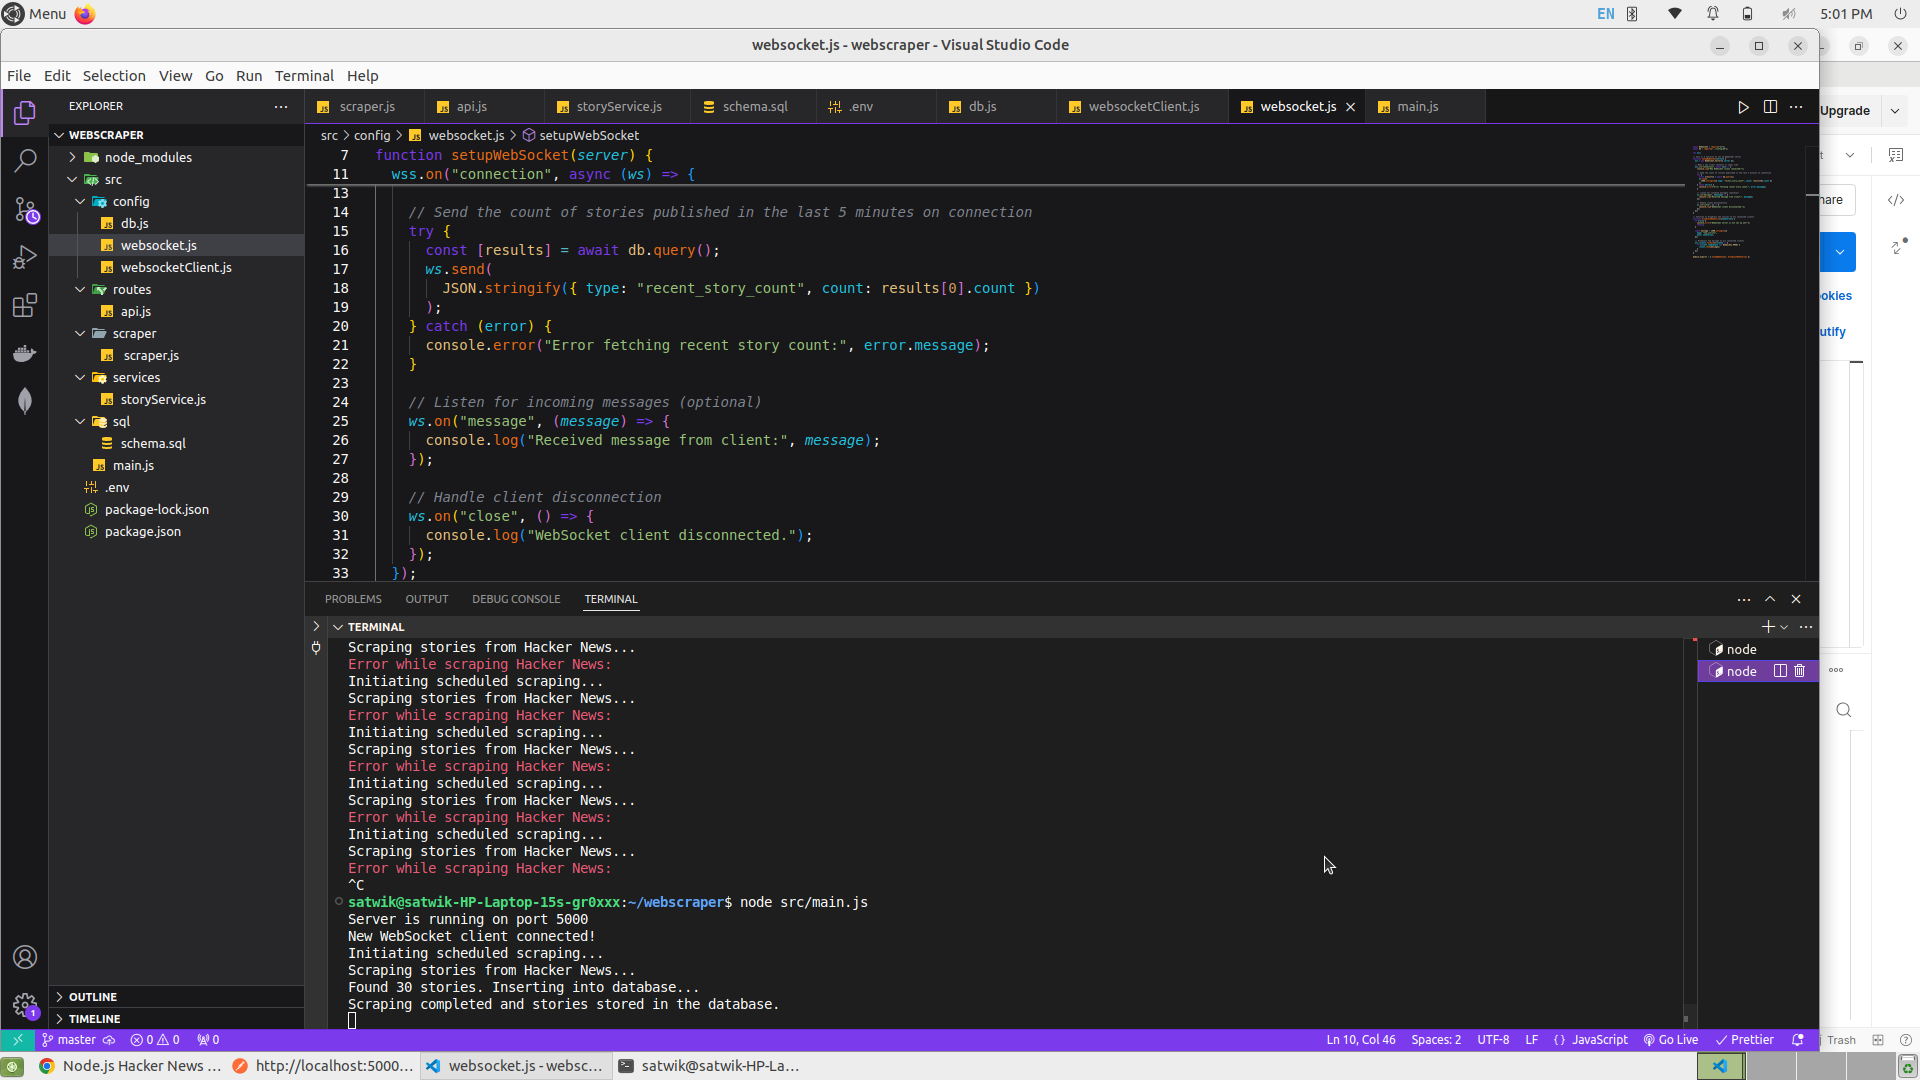 Menu
EN
5:01 PM
websocket.js - webscraper - Visual Studio Code
File Edit Selection View Go Run Terminal Help
Upgrade
EXPLORER
WEBSCRAPER
node_modules
src
config
db.js
websocket.js
websocketClient.js
routes
api.js
scraper
scraper.js
services
storyService.js
sql
schema.sql
main.js
.env
package-lock.json
package.json
OUTLINE
TIMELINE
scraper.js api.js storyService.js schema.sql .env db.js websocketClient.js websocket.js main.js
src > config > websocket.js > setupWebSocket
7 function setupWebSocket(server) {
11 wss.on("connection", async (ws) => {
13
14 // Send the count of stories published in the last 5 minutes on connection
15 try {
16 const [results] = await db.query();
17 ws.send(
18 JSON.stringify({ type: "recent_story_count", count: results[0].count })
19 );
20 } catch (error) {
21 console.error("Error fetching recent story count:", error.message);
22 }
23
24 // Listen for incoming messages (optional)
25 ws.on("message", (message) => {
26 console.log("Received message from client:", message);
27 });
28
29 // Handle client disconnection
30 ws.on("close", () => {
31 console.log("WebSocket client disconnected.");
32 });
33 });
t
hare
okies
utify
PROBLEMS OUTPUT DEBUG CONSOLE TERMINAL
TERMINAL
Scraping stories from Hacker News...
Error while scraping Hacker News:
Initiating scheduled scraping...
Scraping stories from Hacker News...
Error while scraping Hacker News:
Initiating scheduled scraping...
Scraping stories from Hacker News...
Error while scraping Hacker News:
Initiating scheduled scraping...
Scraping stories from Hacker News...
Error while scraping Hacker News:
Initiating scheduled scraping...
Scraping stories from Hacker News...
Error while scraping Hacker News:
^C
satwik@satwik-HP-Laptop-15s-gr0xxx:~/webscraper$ node src/main.js
Server is running on port 5000
New WebSocket client connected!
Initiating scheduled scraping...
Scraping stories from Hacker News...
Found 30 stories. Inserting into database...
Scraping completed and stories stored in the database.
node
node
1
master 0 0 0
Ln 10, Col 46 Spaces: 2 UTF-8 LF {} JavaScript Go Live Prettier
Trash
Node.js Hacker News ...
http://localhost:5000...
websocket.js - websc...
satwik@satwik-HP-La...